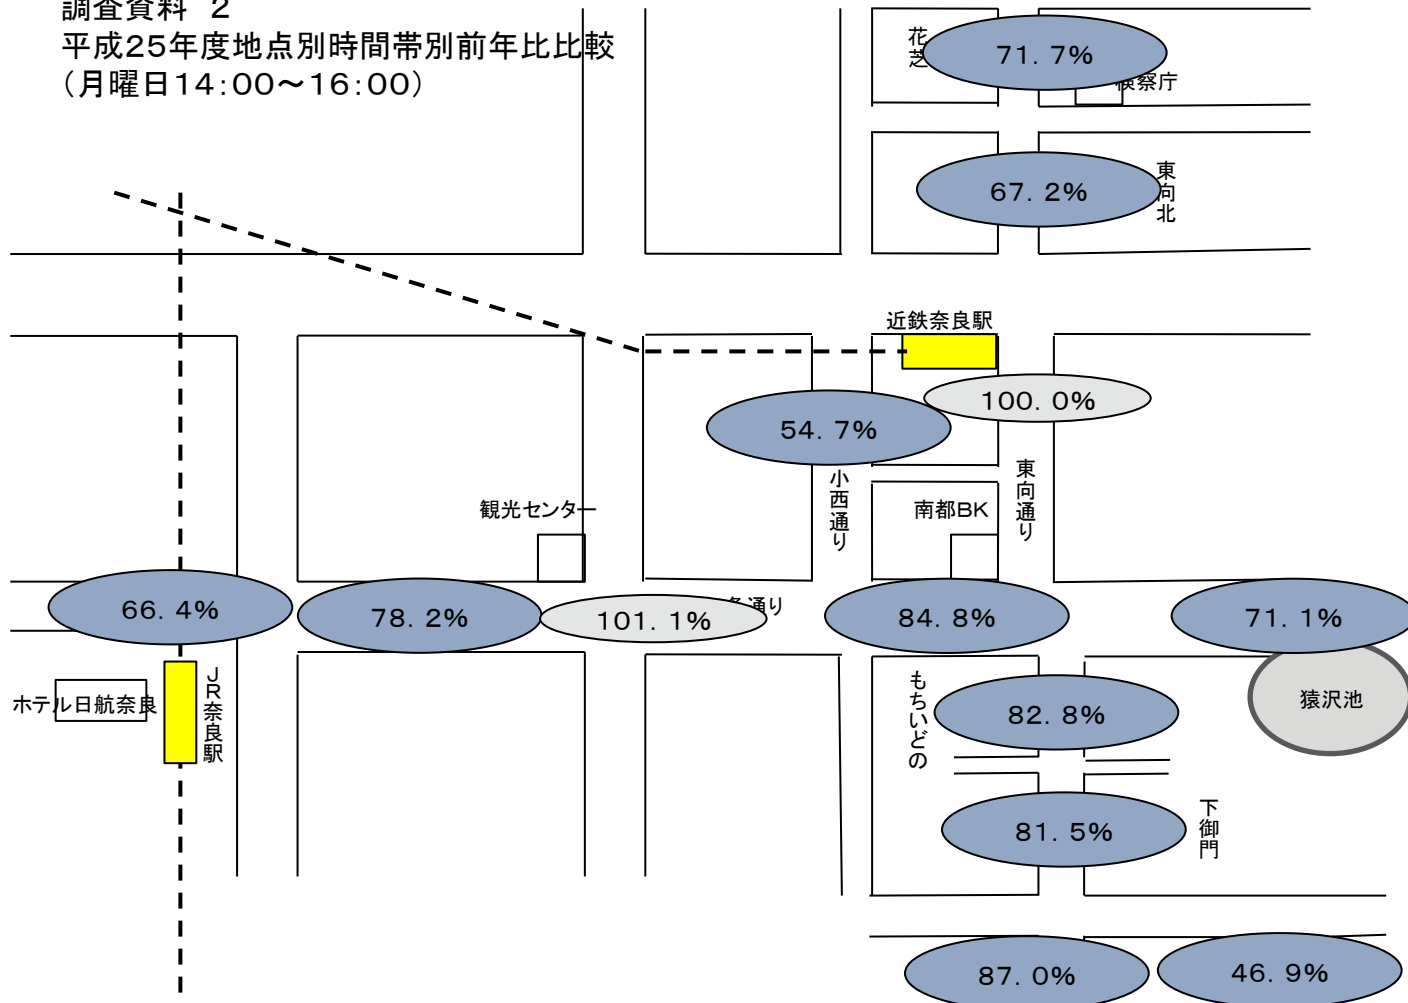 調査資料 2
平成25年度地点別時間帯別前年比比較
(月曜日14:00～16:00)
花芝
71.7%
検察庁
67.2%
東向北
近鉄奈良駅
100.0%
54.7%
小西通り
東向通り
観光センター
南都BK
66.4%
78.2%
101.1%
条通り
84.8%
71.1%
ホテル日航奈良
JR奈良駅
もちいどの
82.8%
猿沢池
81.5%
下御門
87.0%
46.9%